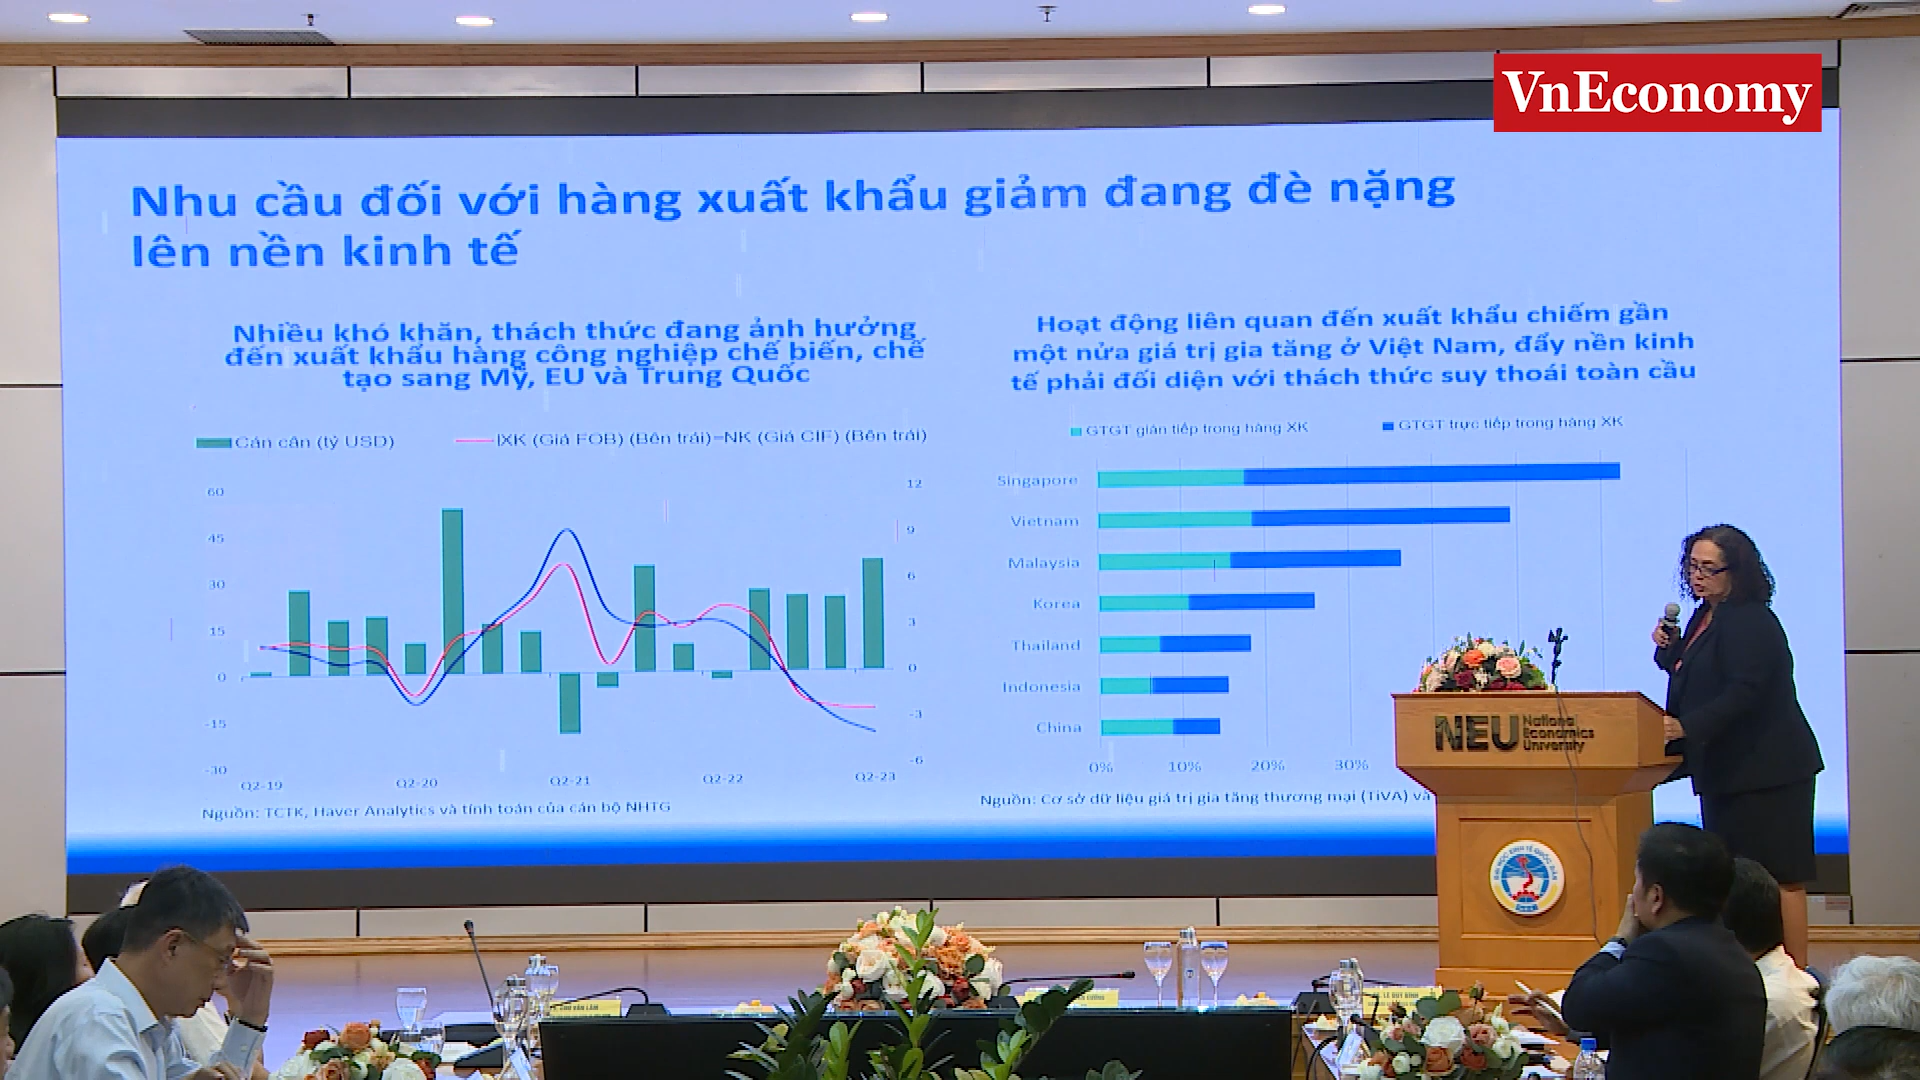 VnEconomy
Nhu cầu đối với hàng xuất khẩu giảm đang đè nặng
lên nền kinh tế
Nhiều khó khăn, thách thức đang ảnh hưởng
đến xuất khẩu hàng công nghiệp chế biến, chế
tạo sang Mỹ, EU và Trung Quốc
Cán cân (tỷ USD)
XK (Giá FOB) (Bên trái)
NK (Giá CIF) (Bên trái)
60
45
30
15
0
-15
-30
12
9
6
3
0
-3
-6
Q2-19
Q2-20
Q2-21
Q2-22
Q2-23
Nguồn: TCTK, Haver Analytics và tính toán của cán bộ NHTG
Hoạt động liên quan đến xuất khẩu chiếm gần
một nửa giá trị gia tăng ở Việt Nam, đẩy nền kinh
tế phải đối diện với thách thức suy thoái toàn cầu
GTGT gián tiếp trong hàng XK
GTGT trực tiếp trong hàng XK
Singapore
Vietnam
Malaysia
Korea
Thailand
Indonesia
China
0%
10%
20%
30%
Nguồn: Cơ sở dữ liệu giá trị gia tăng thương mại (TiVA) và
NEU
National
Economics
University
ĐẠI HỌC KINH TẾ QUỐC DÂN